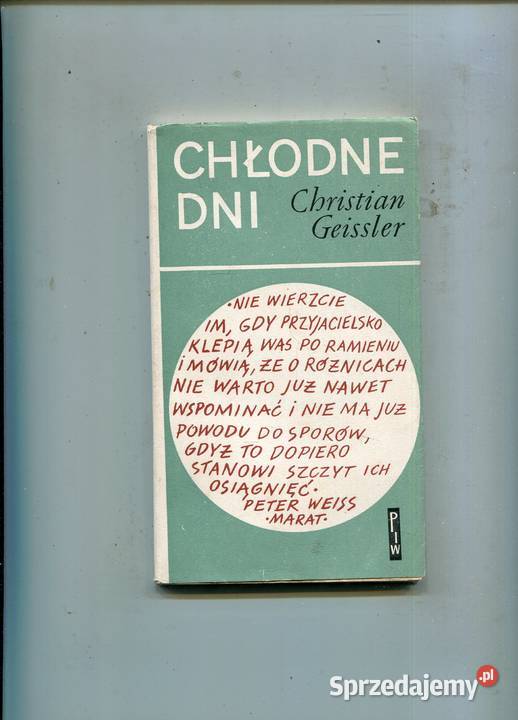 CHŁODNE
DNI Christian
Geissler
•NIE WIERZCIE
IM, GDY PRZYJACIELSKO
KLEPIĄ WAS PO RAMIENIU
i MÓWIĄ, ŻE O RÓŻNICACH
NIE WARTO JUŻ NAWET
WSPOMINAĆ i NIE MA JUŻ
POWODU DO SPORÓW,
GDYŻ TO DOPIERO
STANOWI SZCZYT ICH
OSIĄGNIĘĆ•
PETER WEISS
•MARAT•
PIW
Sprzedajemy.pl